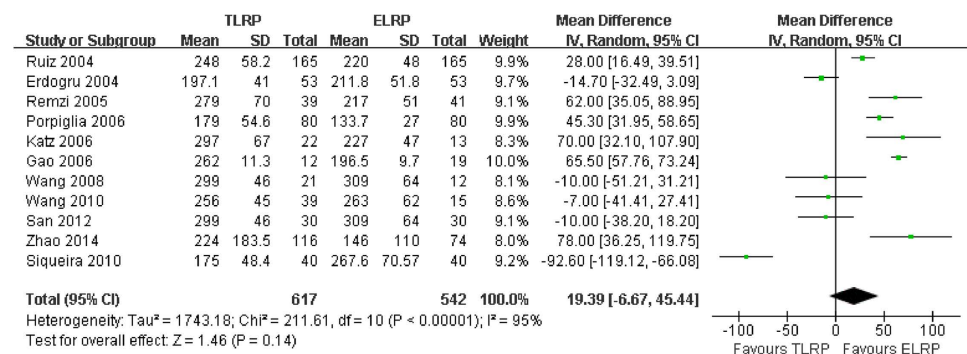 TLRP ELRP Mean Difference Mean Difference
Study or Subgroup Mean SD Total Mean SD Total Weight IV, Random, 95% CI IV, Random, 95% CI
Ruiz 2004 248 58.2 165 220 48 165 9.9% 28.00 [16.49, 39.51]
Erdogru 2004 197.1 41 53 211.8 51.8 53 9.6% -14.70 [-32.49, 3.09]
Remzi 2005 279 70 39 217 51 41 9.1% 62.00 [35.05, 88.95]
Porpiglia 2006 179 54.6 80 133.7 27 80 9.8% 45.30 [31.95, 58.65]
Katz 2006 297 67 22 227 47 13 8.3% 70.00 [32.10, 107.90]
Gao 2006 262 11.3 12 196.5 9.7 19 10.0% 65.50 [57.76, 73.24]
Wang 2008 299 46 21 309 64 12 8.1% -10.00 [-51.21, 31.21]
Wang 2010 256 45 39 263 62 15 8.6% -7.00 [-41.41, 27.41]
San 2012 299 46 30 309 64 30 9.1% -10.00 [-38.20, 18.20]
Zhao 2014 224 183.5 116 146 110 74 8.1% 78.00 [36.25, 119.75]
Siqueira 2010 175 48.4 40 267.6 70.57 40 9.2% -92.60 [-119.12, -66.08]
Total (95% CI) 617 542 100.0% 19.39 [-6.67, 45.44]
Heterogeneity: Tau² = 1743.18; Chi² = 211.61, df = 10 (P < 0.00001); I² = 95%
Test for overall effect: Z = 1.46 (P = 0.14)
-100 -50 0 50 100
Favours TLRP Favours ELRP